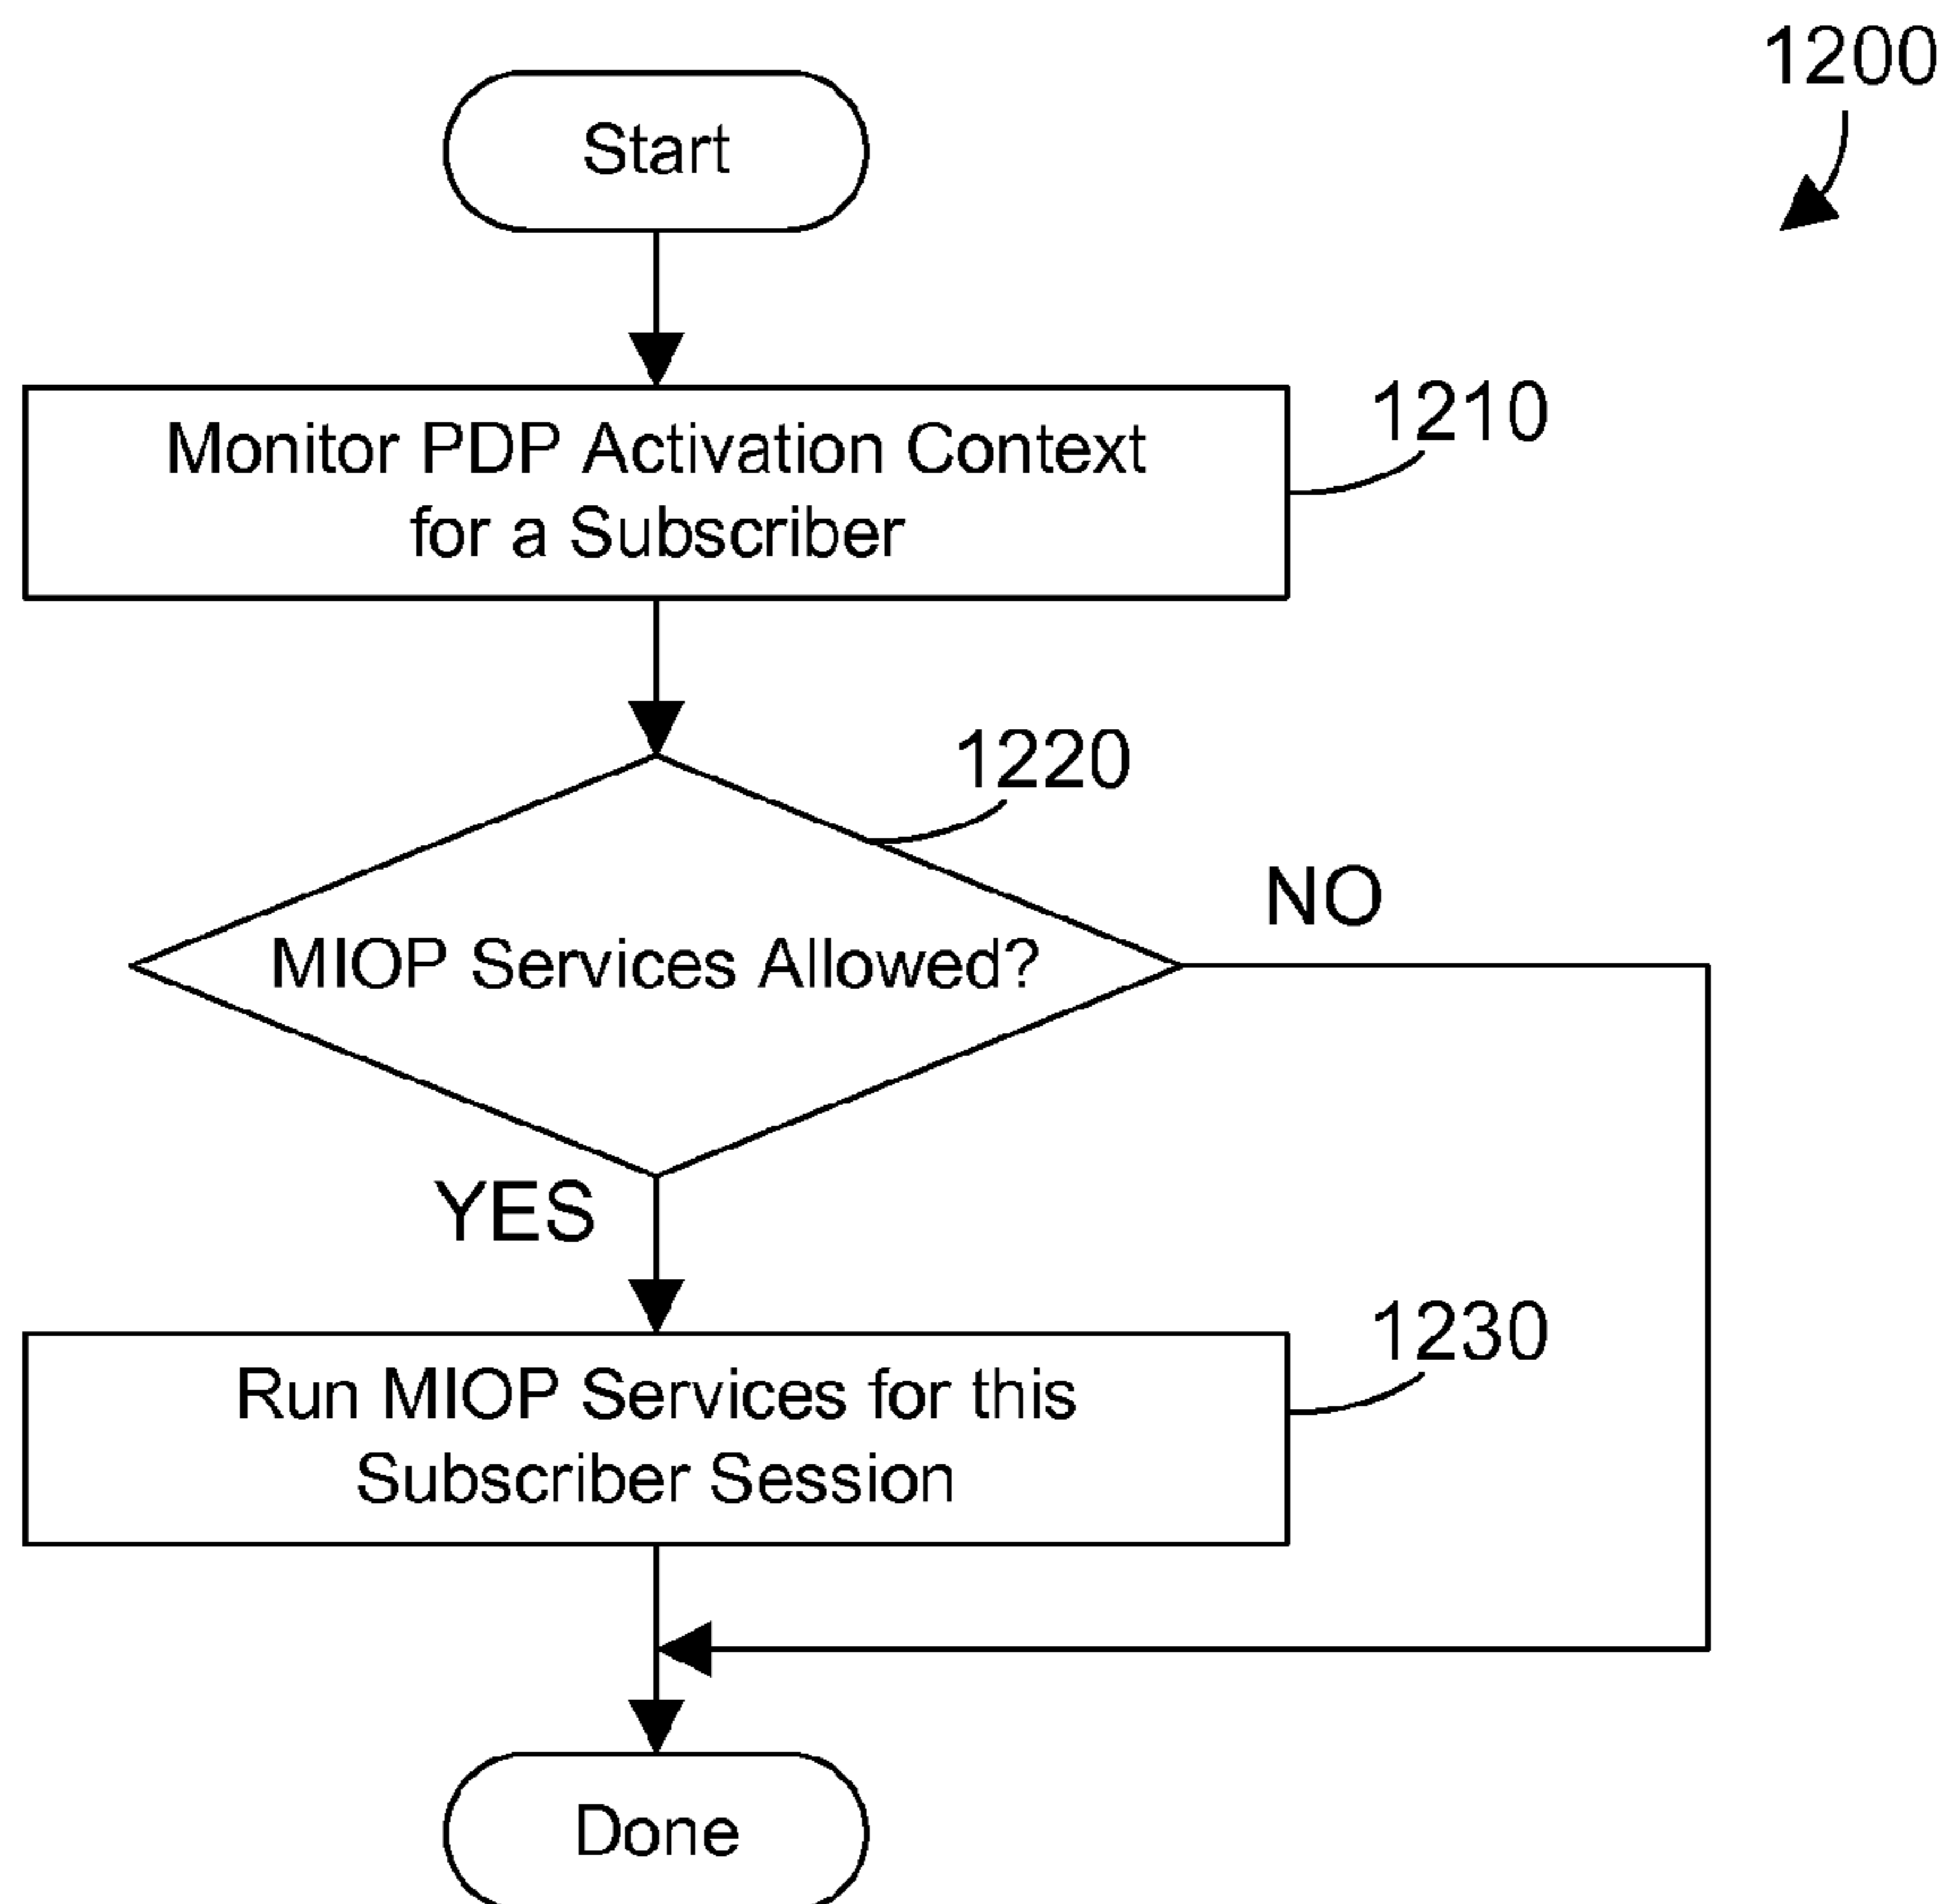 1200
Start
1210
Monitor PDP Activation Context
for a Subscriber
1220
MIOP Services Allowed?
NO
YES
1230
Run MIOP Services for this
Subscriber Session
Done